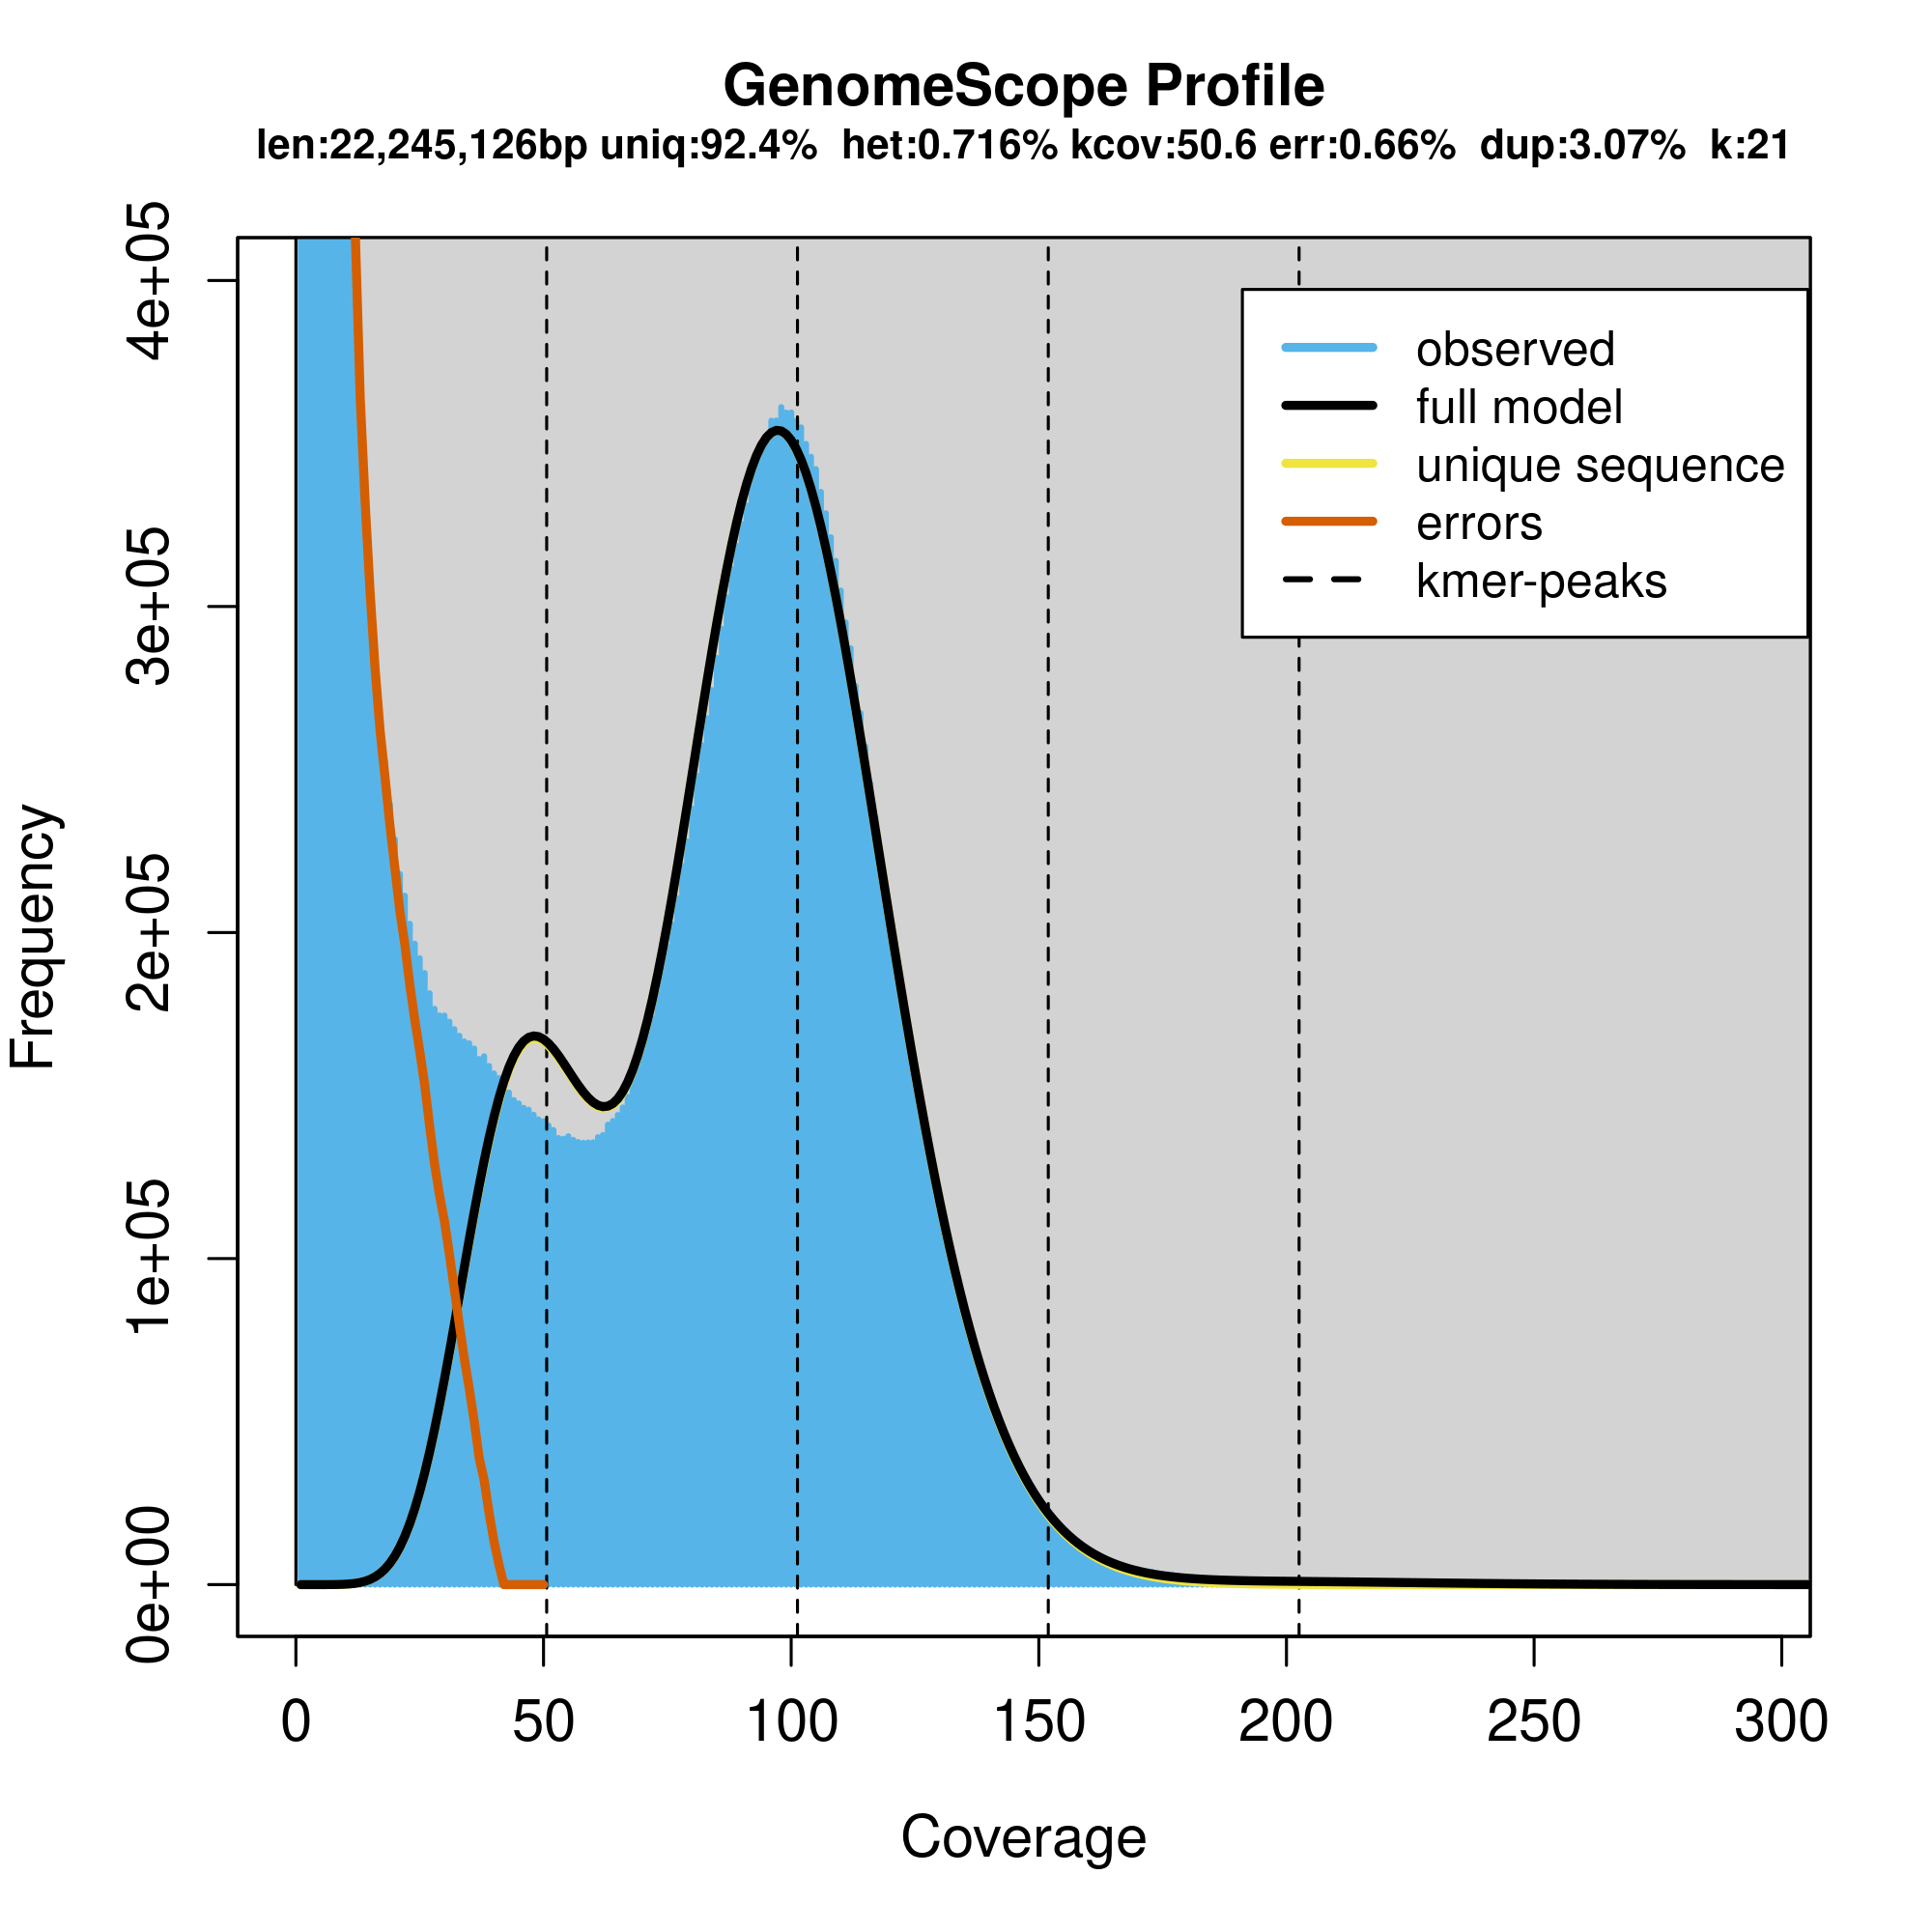 GenomeScope Profile
len:22,245,126bp uniq:92.4% het:0.716% kcov:50.6 err:0.66% dup:3.07% k:21
4e+05
3e+05
2e+05
1e+05
0e+00
Frequency
observed
full model
unique sequence
errors
kmer-peaks
0 50 100 150 200 250 300
Coverage